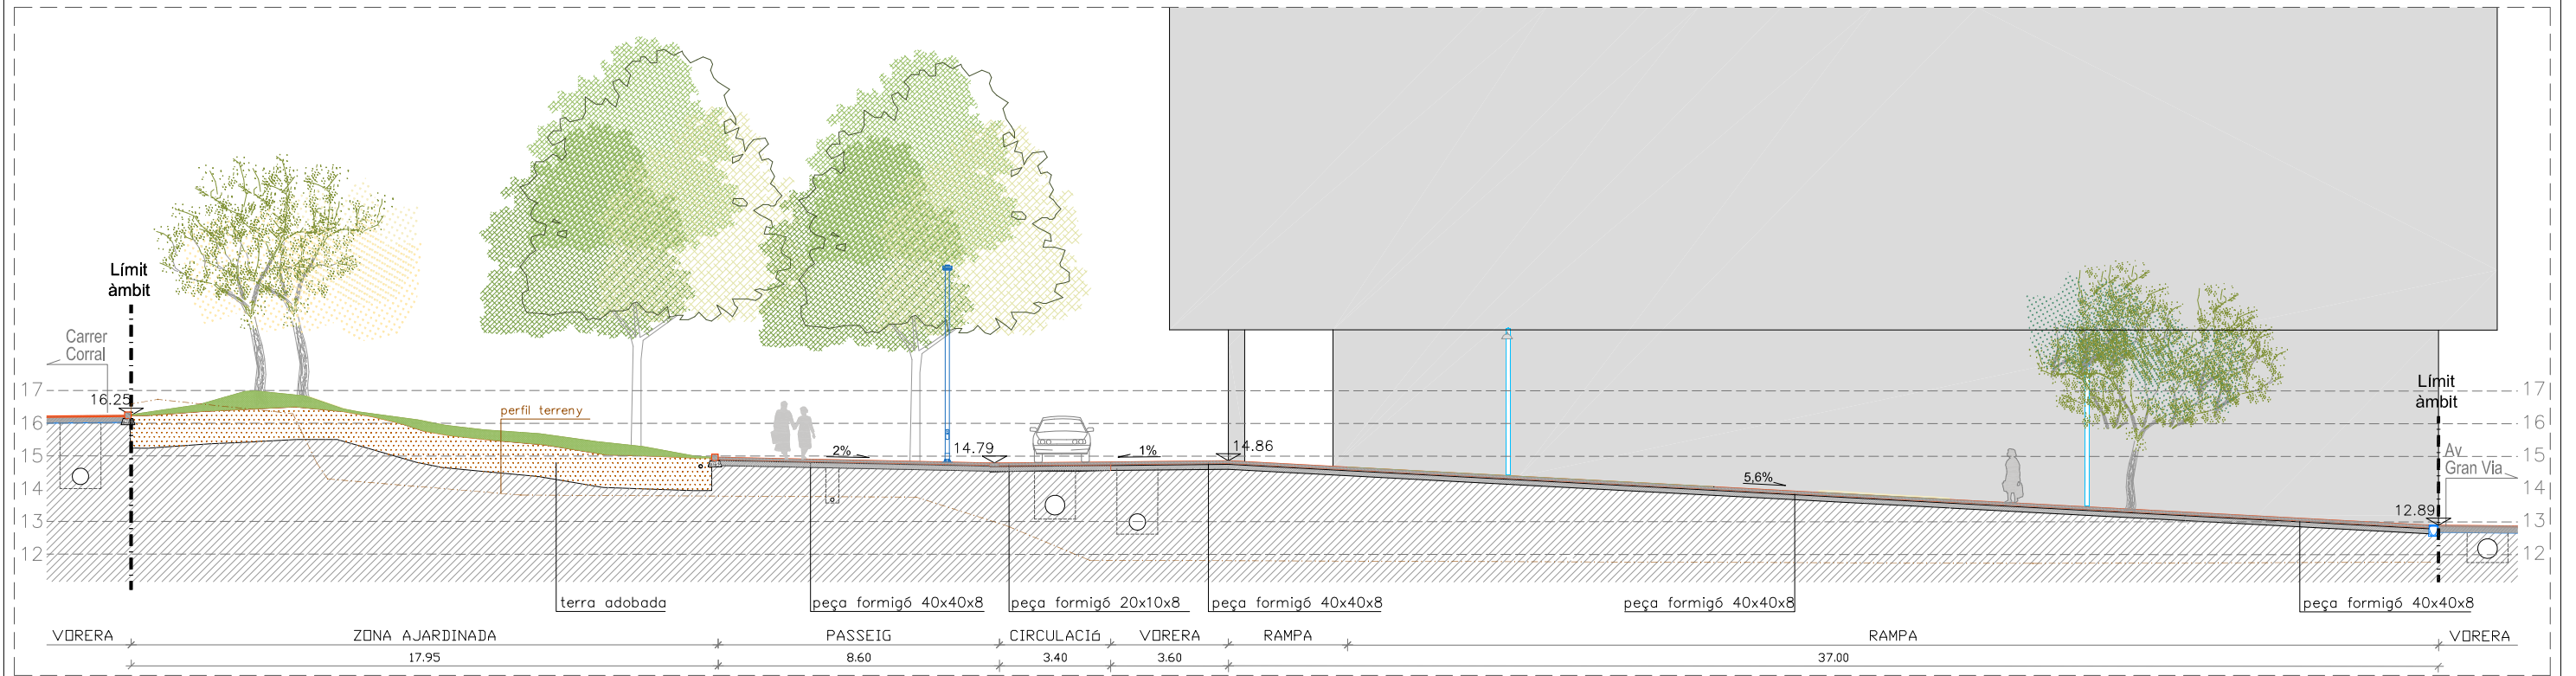 Límit
àmbit
Carrer
Corral
17
16.25
16
15
14
13
12
perfil terreny
2%
14.79
1%
14.86
5,6%
Límit
àmbit
17
16
15
Av
Gran Via
14
12.89
13
12
terra adobada
peça formigó 40x40x8
peça formigó 20x10x8
peça formigó 40x40x8
peça formigó 40x40x8
peça formigó 40x40x8
VORERA
ZONA AJARDINADA
PASSEIG
CIRCULACIó
VORERA
RAMPA
RAMPA
VORERA
17.95
8.60
3.40
3.60
37.00